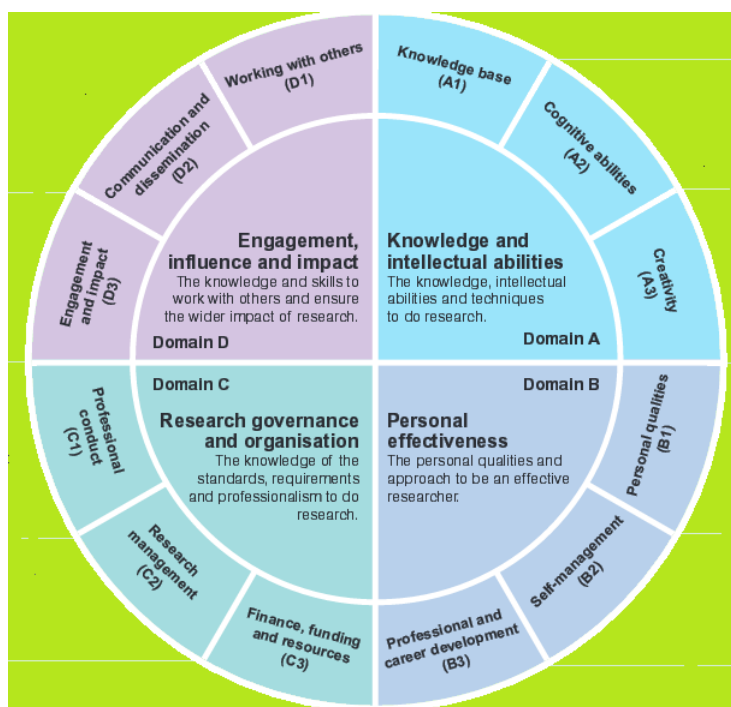 Working with others
(D1)
Knowledge base
(A1)
Communication and
dissemination
(D2)
Cognitive abilities
(A2)
Engagement
and impact
(D3)
Creativity
(A3)
Engagement,
influence and impact
The knowledge and skills to
work with others and ensure
the wider impact of research.
Domain D
Knowledge and
intellectual abilities
The knowledge, intellectual
abilities and techniques
to do research.
Domain A
Domain C
Research governance
and organisation
The knowledge of the
standards, requirements
and professionalism to do
research.
Domain B
Personal
effectiveness
The personal qualities and
approach to be an effective
researcher.
Professional
conduct
(C1)
Personal qualities
(B1)
Research
management
(C2)
Self-management
(B2)
Finance, funding
and resources
(C3)
Professional and
career development
(B3)